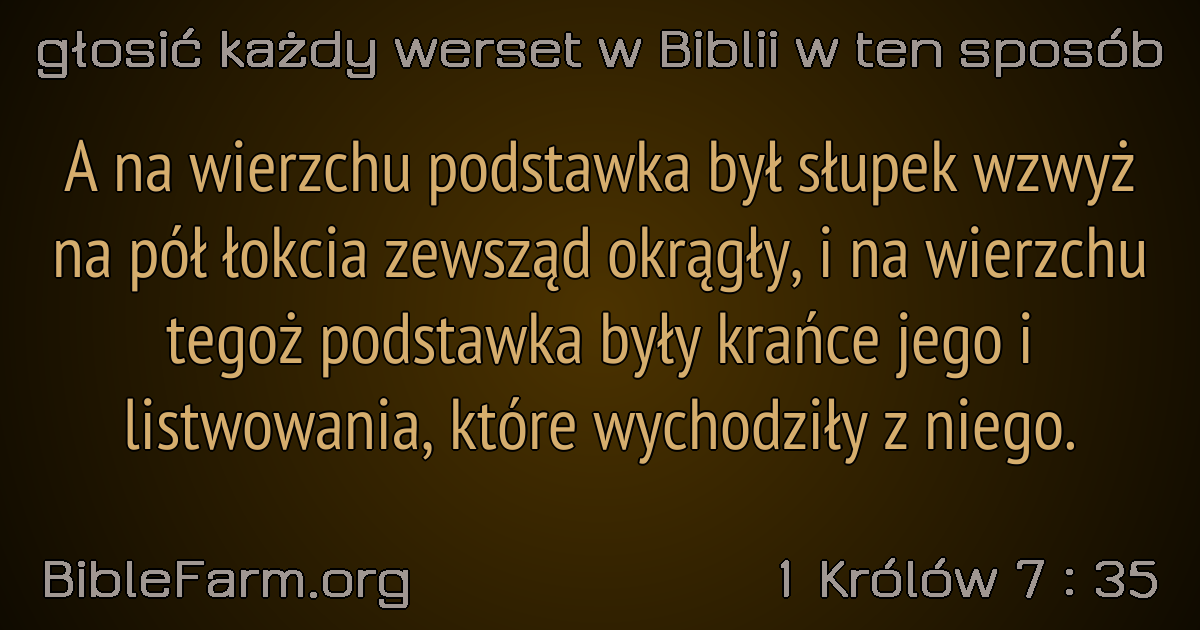 głosić każdy werset w Biblii w ten sposób
A na wierzchu podstawka był słupek wzwyż
na pół łokcia zewsząd okrągły, i na wierzchu
tegoż podstawka były krańce jego i
listwowania, które wychodziły z niego.
BibleFarm.org
1 Królów 7 : 35